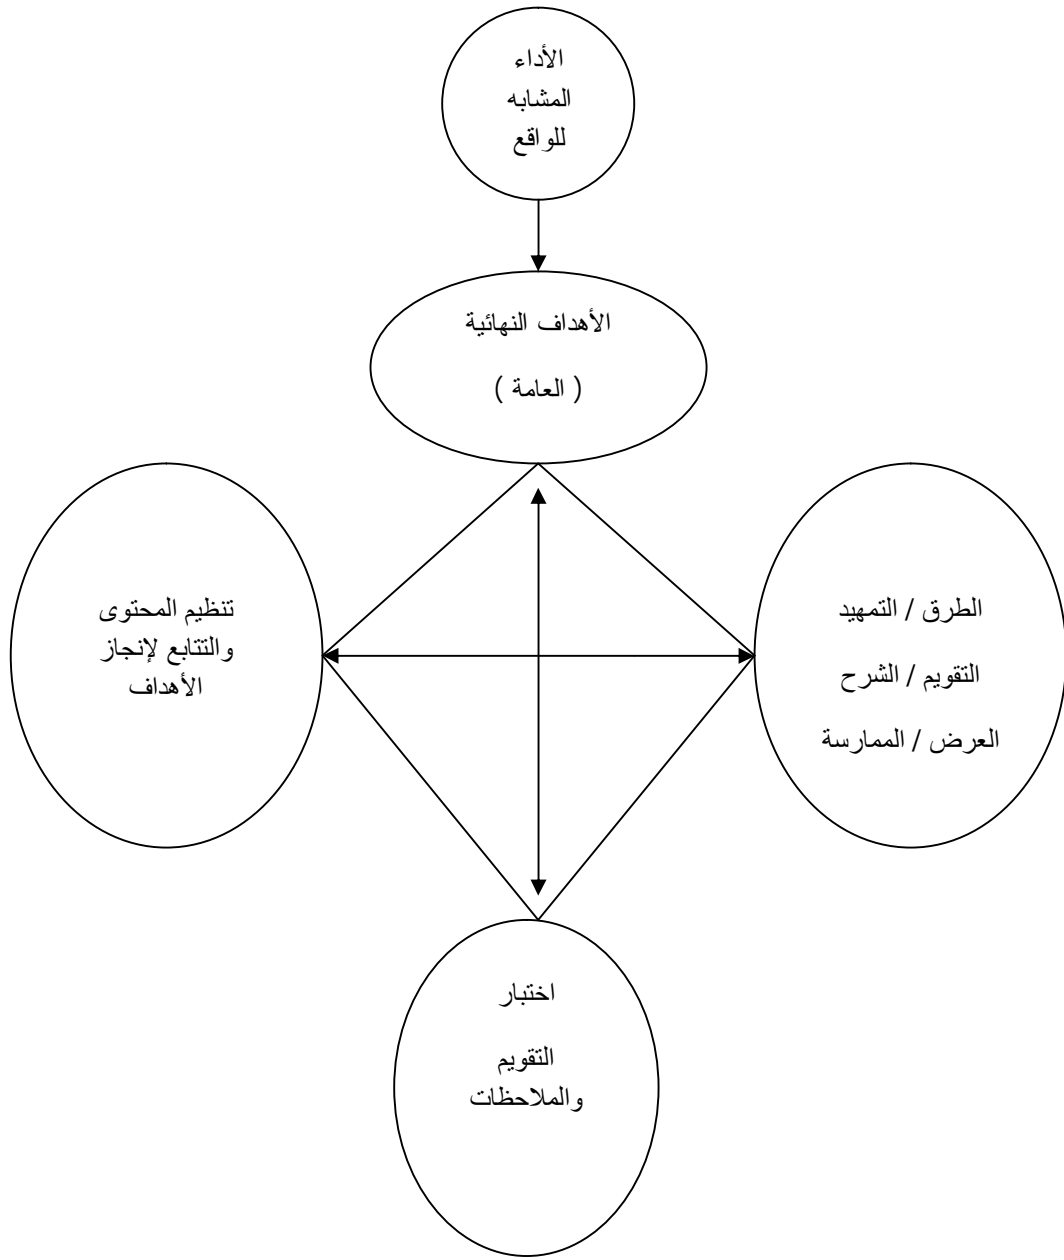 الأداء
المشابه
للواقع
الأهداف النهائية
( العامة )
الطرق / التمهيد
التقويم / الشرح
العرض / الممارسة
تنظيم المحتوى
والتتابع لإنجاز
الأهداف
اختبار
التقويم
والملاحظات